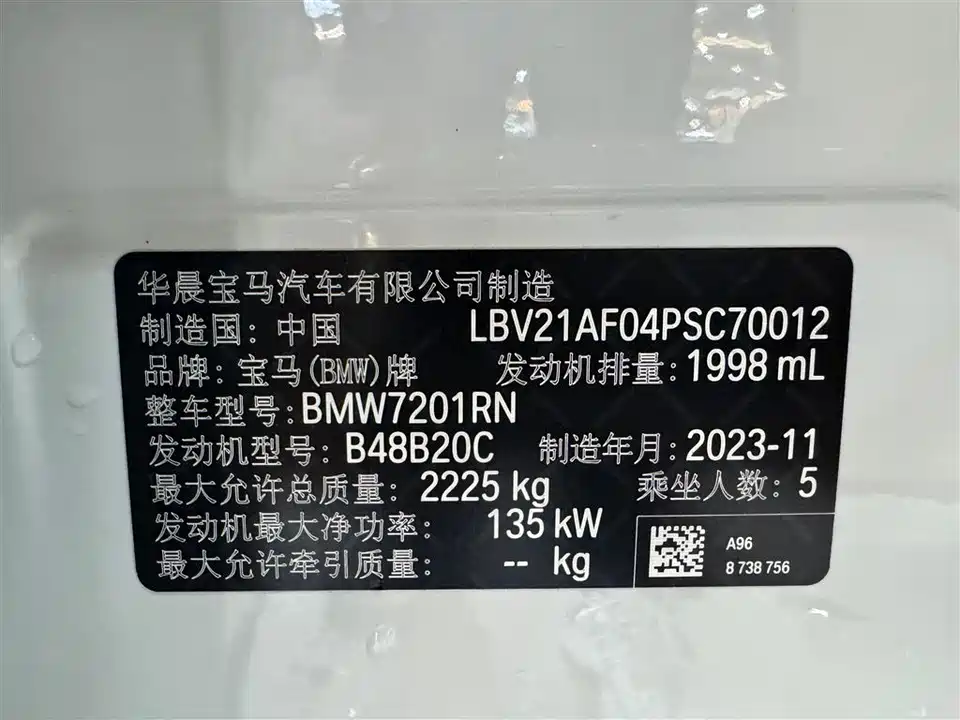 华晨宝马汽车有限公司制造
制造国：中国 LBV21AF04PSC70012
品牌：宝马(BMW)牌 发动机排量：1998 mL
整车型号：BMW7201RN
发动机型号：B48B20C 制造年月：2023-11
最大允许总质量：2225 kg 乘坐人数：5
发动机最大净功率：135 kW
最大允许牵引质量：-- kg
A96
8 738 756